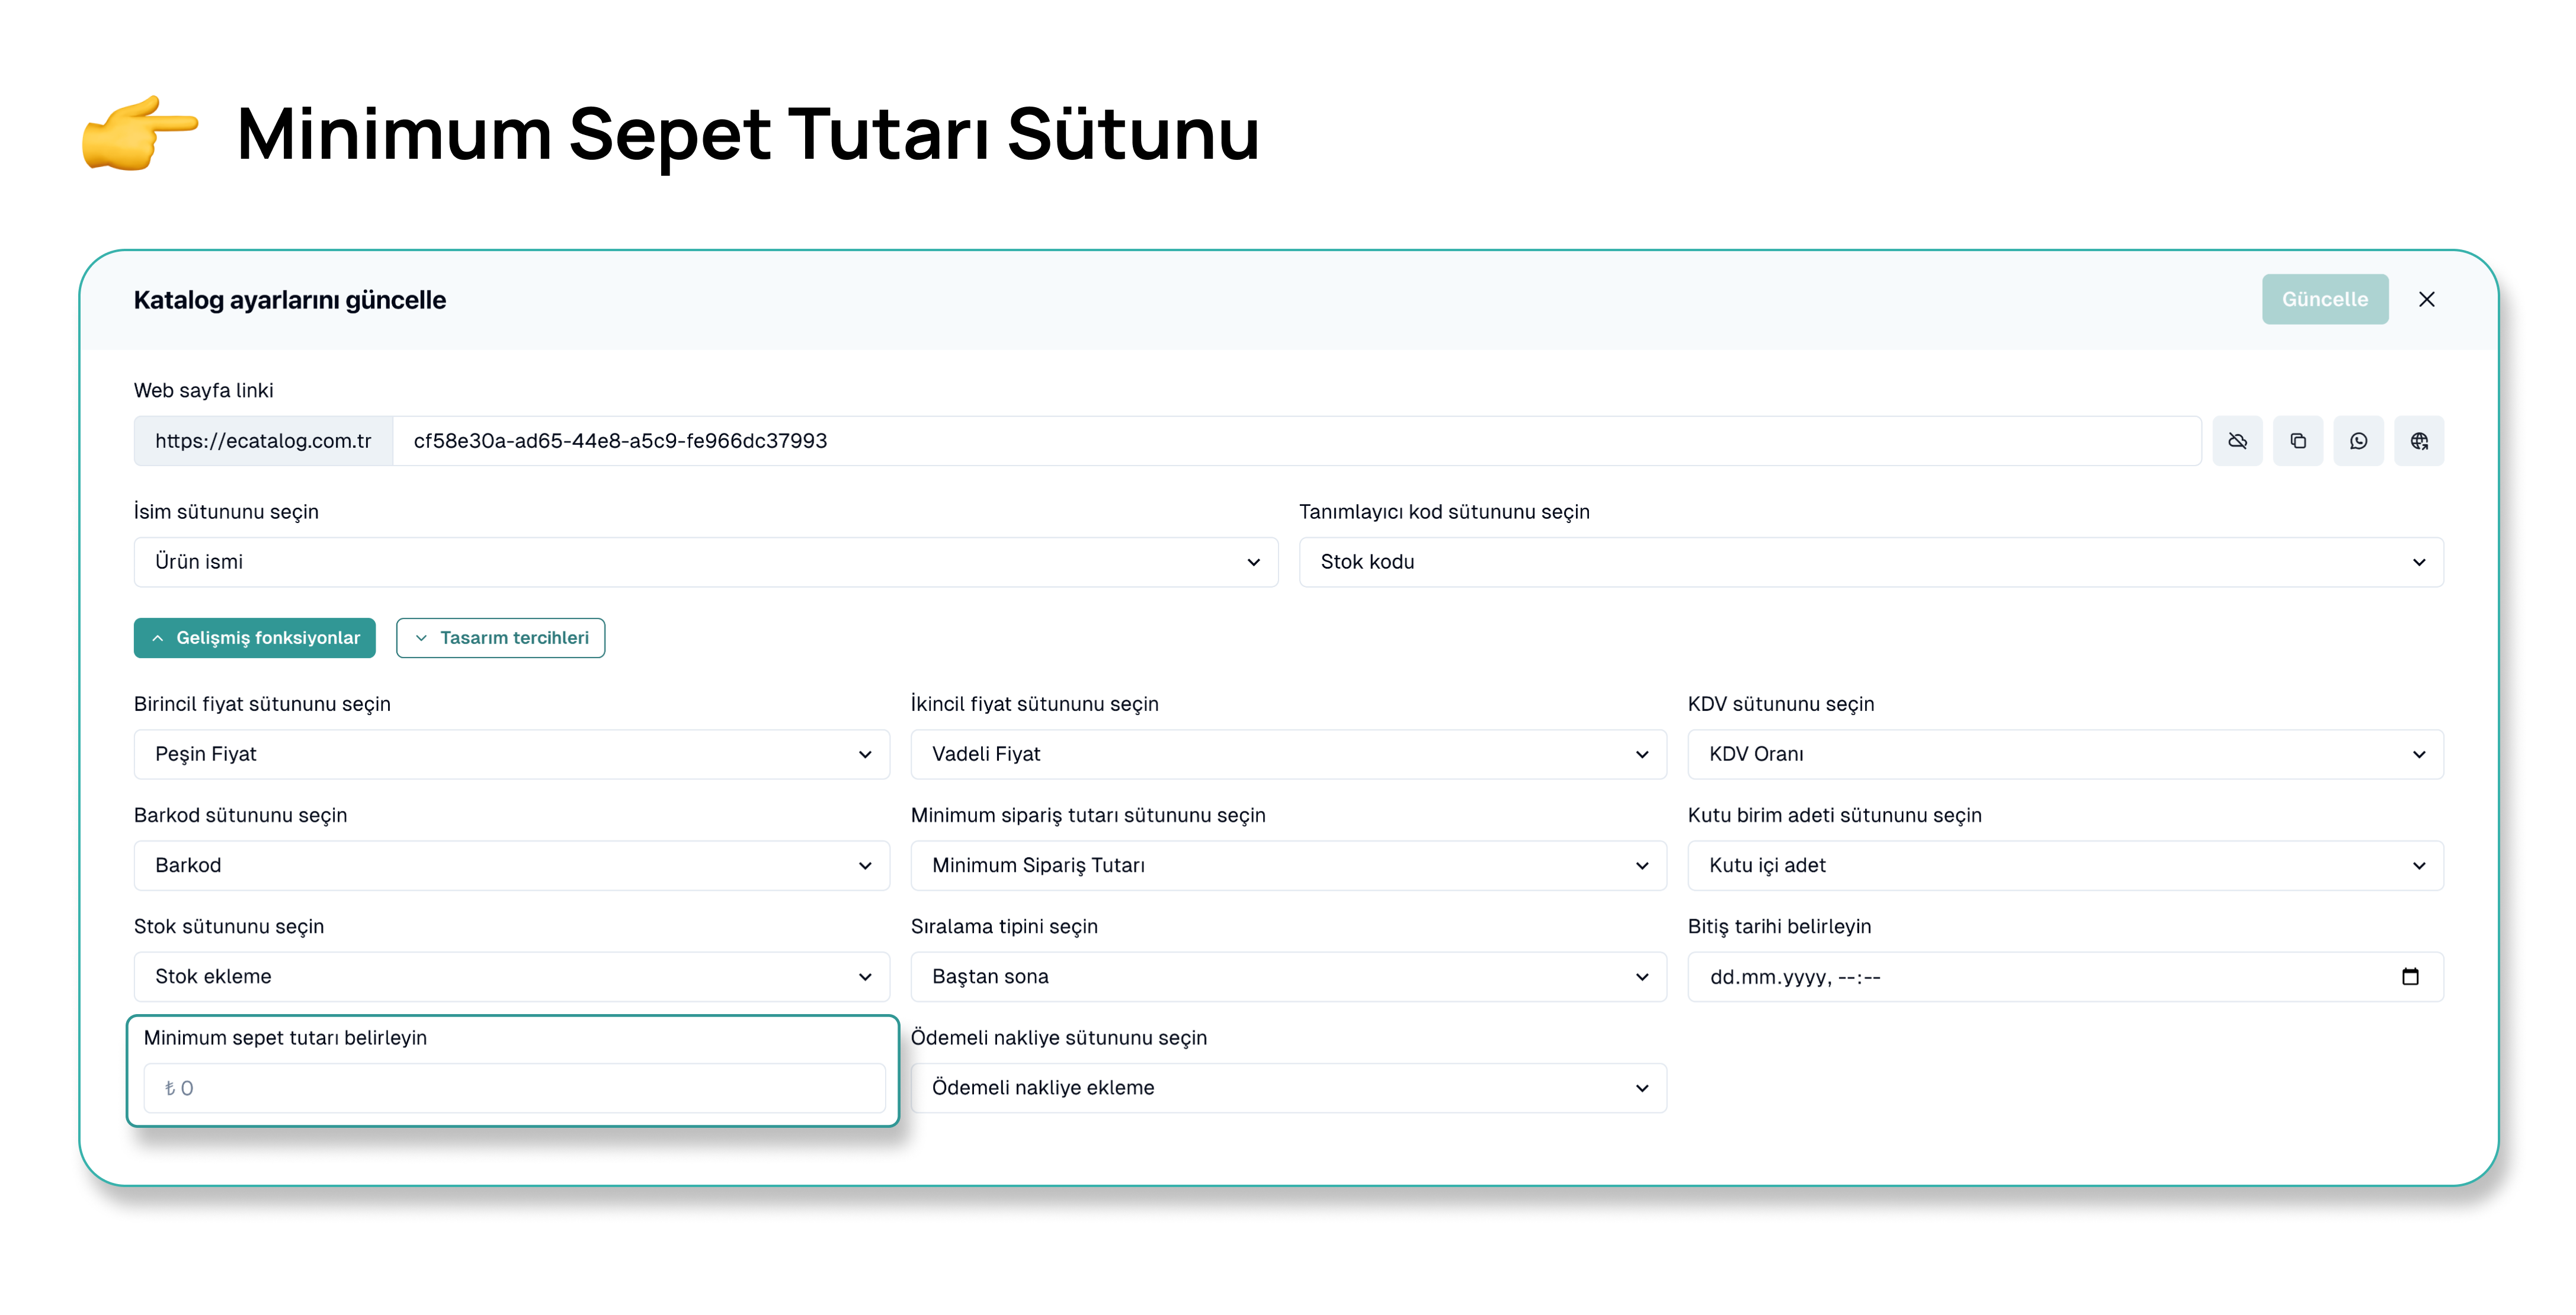 Minimum Sepet Tutarı Sütunu
Katalog ayarlarını güncelle
Güncelle
Web sayfa linki
https://ecatalog.com.tr
cf58e30a-ad65-44e8-a5c9-fe966dc37993
İsim sütununu seçin
Tanımlayıcı kod sütununu seçin
Ürün ismi
Stok kodu
Gelişmiş fonksiyonlar
Tasarım tercihleri
Birincil fiyat sütununu seçin
İkincil fiyat sütununu seçin
KDV sütununu seçin
Peşin Fiyat
Vadeli Fiyat
KDV Oranı
Barkod sütununu seçin
Minimum sipariş tutarı sütununu seçin
Kutu birim adeti sütununu seçin
Barkod
Minimum Sipariş Tutarı
Kutu içi adet
Stok sütununu seçin
Sıralama tipini seçin
Bitiş tarihi belirleyin
Stok ekleme
Baştan sona
dd.mm.yyyy, --:--
Minimum sepet tutarı belirleyin
Ödemeli nakliye sütununu seçin
₺ 0
Ödemeli nakliye ekleme